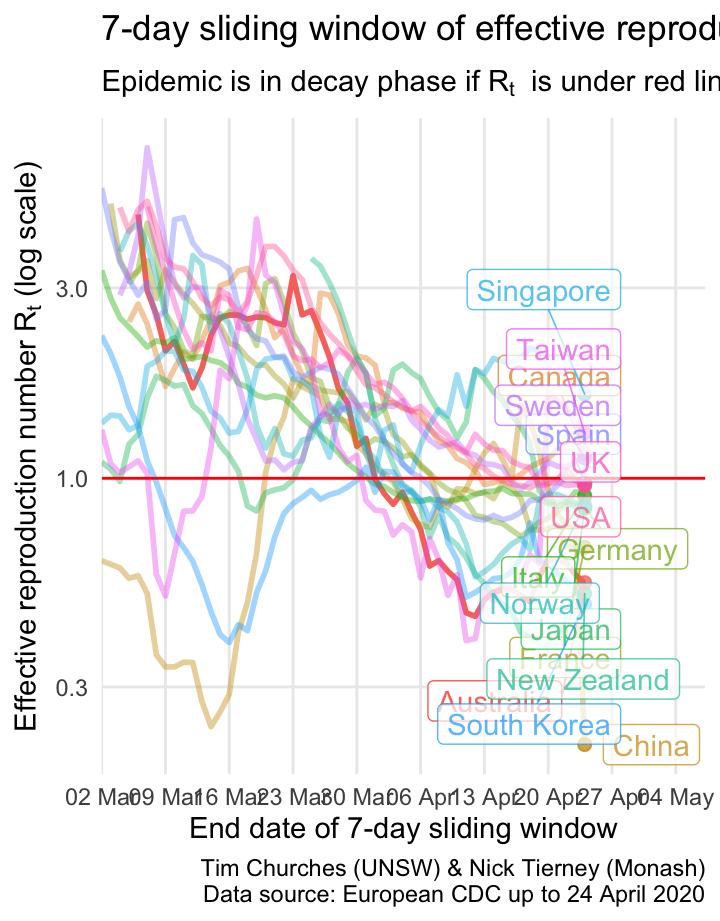 7-day sliding window of effective reprodu
Epidemic is in decay phase if Rt is under red lin
Effective reproduction number Rt (log scale)
3.0
1.0
0.3
Singapore
Taiwan
Canada
Sweden
Spain
UK
USA
Germany
Italy
Norway
Japan
France
New Zealand
Australia
South Korea
China
02 Mar 09 Mar 16 Mar 23 Mar 30 Mar 06 Apr 13 Apr 20 Apr 27 Apr 04 May
End date of 7-day sliding window
Tim Churches (UNSW) & Nick Tierney (Monash)
Data source: European CDC up to 24 April 2020